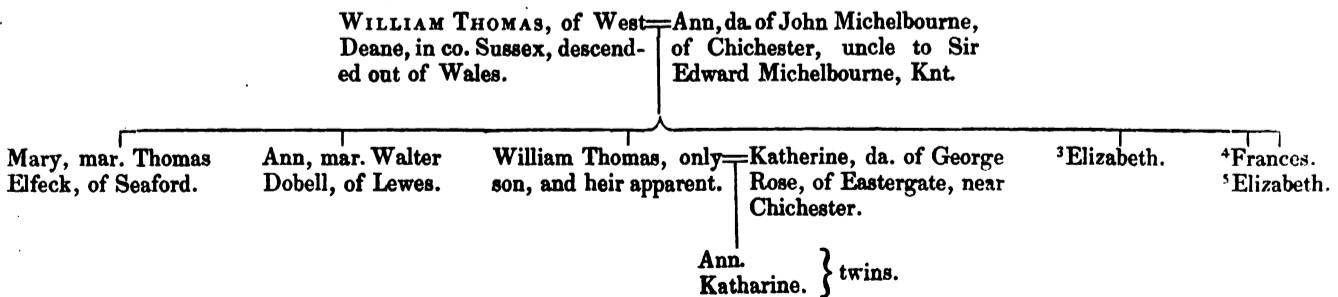 WILLIAM THOMAS, of West
Deane, in co. Sussex, descend-
ed out of Wales.
Ann, da. of John Michelbourne,
of Chichester, uncle to Sir
Edward Michelbourne, Knt.
Mary, mar. Thomas
Elfeck, of Seaford.
Ann, mar. Walter
Dobell, of Lewes.
William Thomas, only
son, and heir apparent.
Katherine, da. of George
Rose, of Eastergate, near
Chichester.
³Elizabeth.
⁴Frances.
⁵Elizabeth.
Ann.
Katharine. } twins.